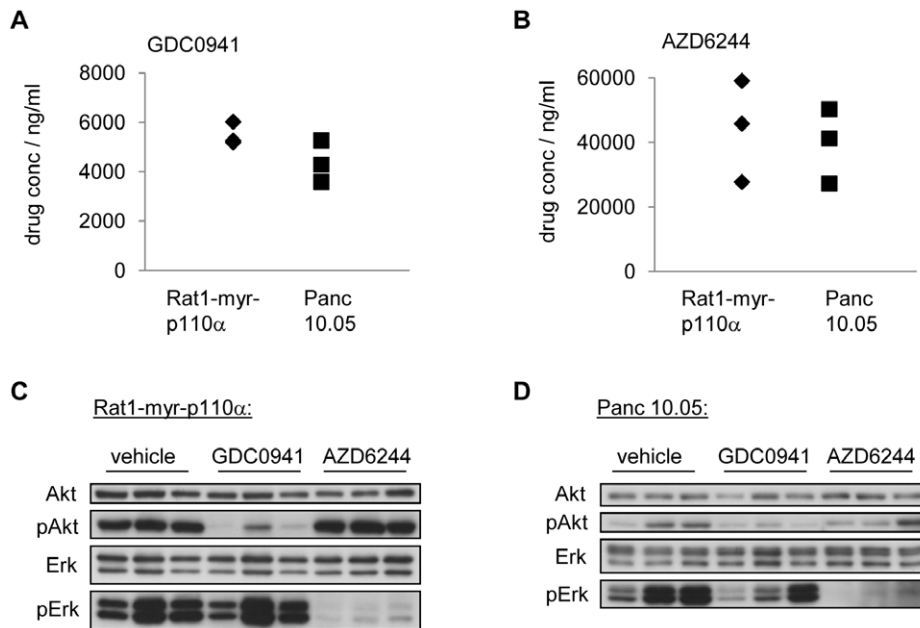 A
GDC0941
drug conc / ng/ml
8000
6000
4000
2000
0
Rat1-myr-
p110α
Panc
10.05
B
AZD6244
drug conc / ng/ml
60000
40000
20000
0
Rat1-myr-
p110α
Panc
10.05
C
Rat1-myr-p110α:
vehicle GDC0941 AZD6244
Akt
pAkt
Erk
pErk
D
Panc 10.05:
vehicle GDC0941 AZD6244
Akt
pAkt
Erk
pErk